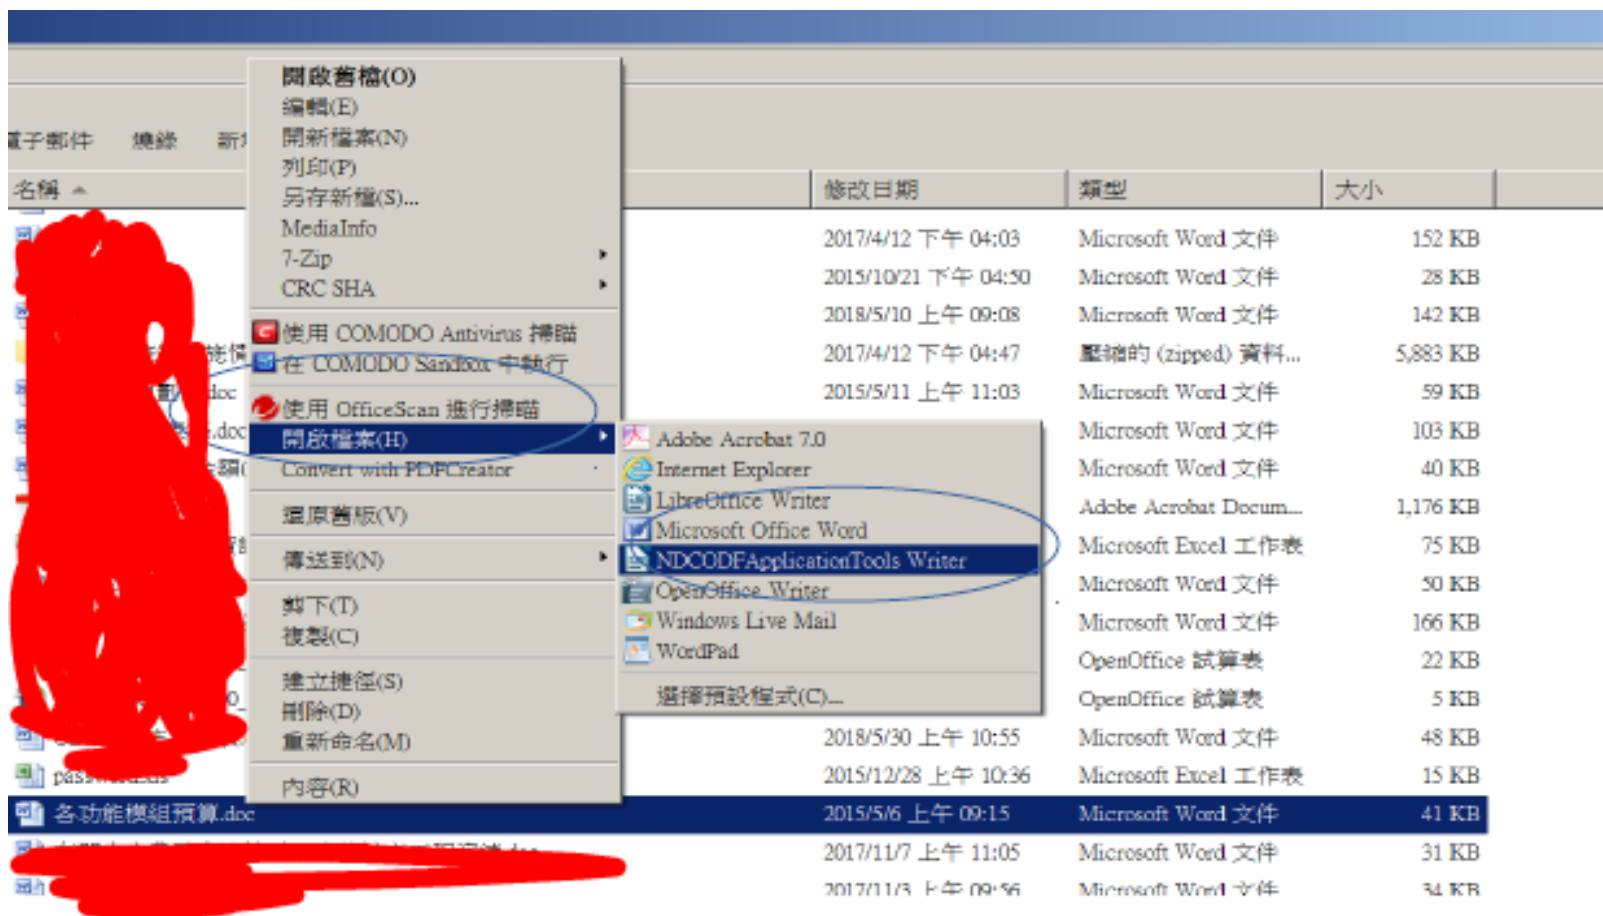 開啟舊檔(O)
編輯(E)
開新檔案(N)
列印(P)
另存新檔(S)...
MediaInfo
7-Zip
CRC SHA
使用 COMODO Antivirus 掃瞄
在 COMODO Sandbox 中執行
使用 OfficeScan 進行掃瞄
開啟檔案(H)
Convert with PDFCreator
還原舊版(V)
傳送到(N)
剪下(T)
複製(C)
建立捷徑(S)
刪除(D)
重新命名(M)
內容(R)
Adobe Acrobat 7.0
Internet Explorer
LibreOffice Writer
Microsoft Office Word
NDCODFApplicationTools Writer
OpenOffice Writer
Windows Live Mail
WordPad
選擇預設程式(C)...
子郵件 燒錄
名稱 修改日期 類型 大小
2017/4/12 下午 04:03 Microsoft Word 文件 152 KB
2015/10/21 下午 04:50 Microsoft Word 文件 28 KB
2018/5/10 上午 09:08 Microsoft Word 文件 142 KB
2017/4/12 下午 04:47 壓縮的 (zipped) 資料... 5,883 KB
.doc 2015/5/11 上午 11:03 Microsoft Word 文件 59 KB
.doc Microsoft Word 文件 103 KB
Microsoft Word 文件 40 KB
Adobe Acrobat Docum... 1,176 KB
Microsoft Excel 工作表 75 KB
Microsoft Word 文件 50 KB
Microsoft Word 文件 166 KB
OpenOffice 試算表 22 KB
OpenOffice 試算表 5 KB
2018/5/30 上午 10:55 Microsoft Word 文件 48 KB
2015/12/28 上午 10:36 Microsoft Excel 工作表 15 KB
各功能模組預算.doc 2015/5/6 上午 09:15 Microsoft Word 文件 41 KB
2017/11/7 上午 11:05 Microsoft Word 文件 31 KB
2017/11/3 上午 09:56 Microsoft Word 文件 34 KB